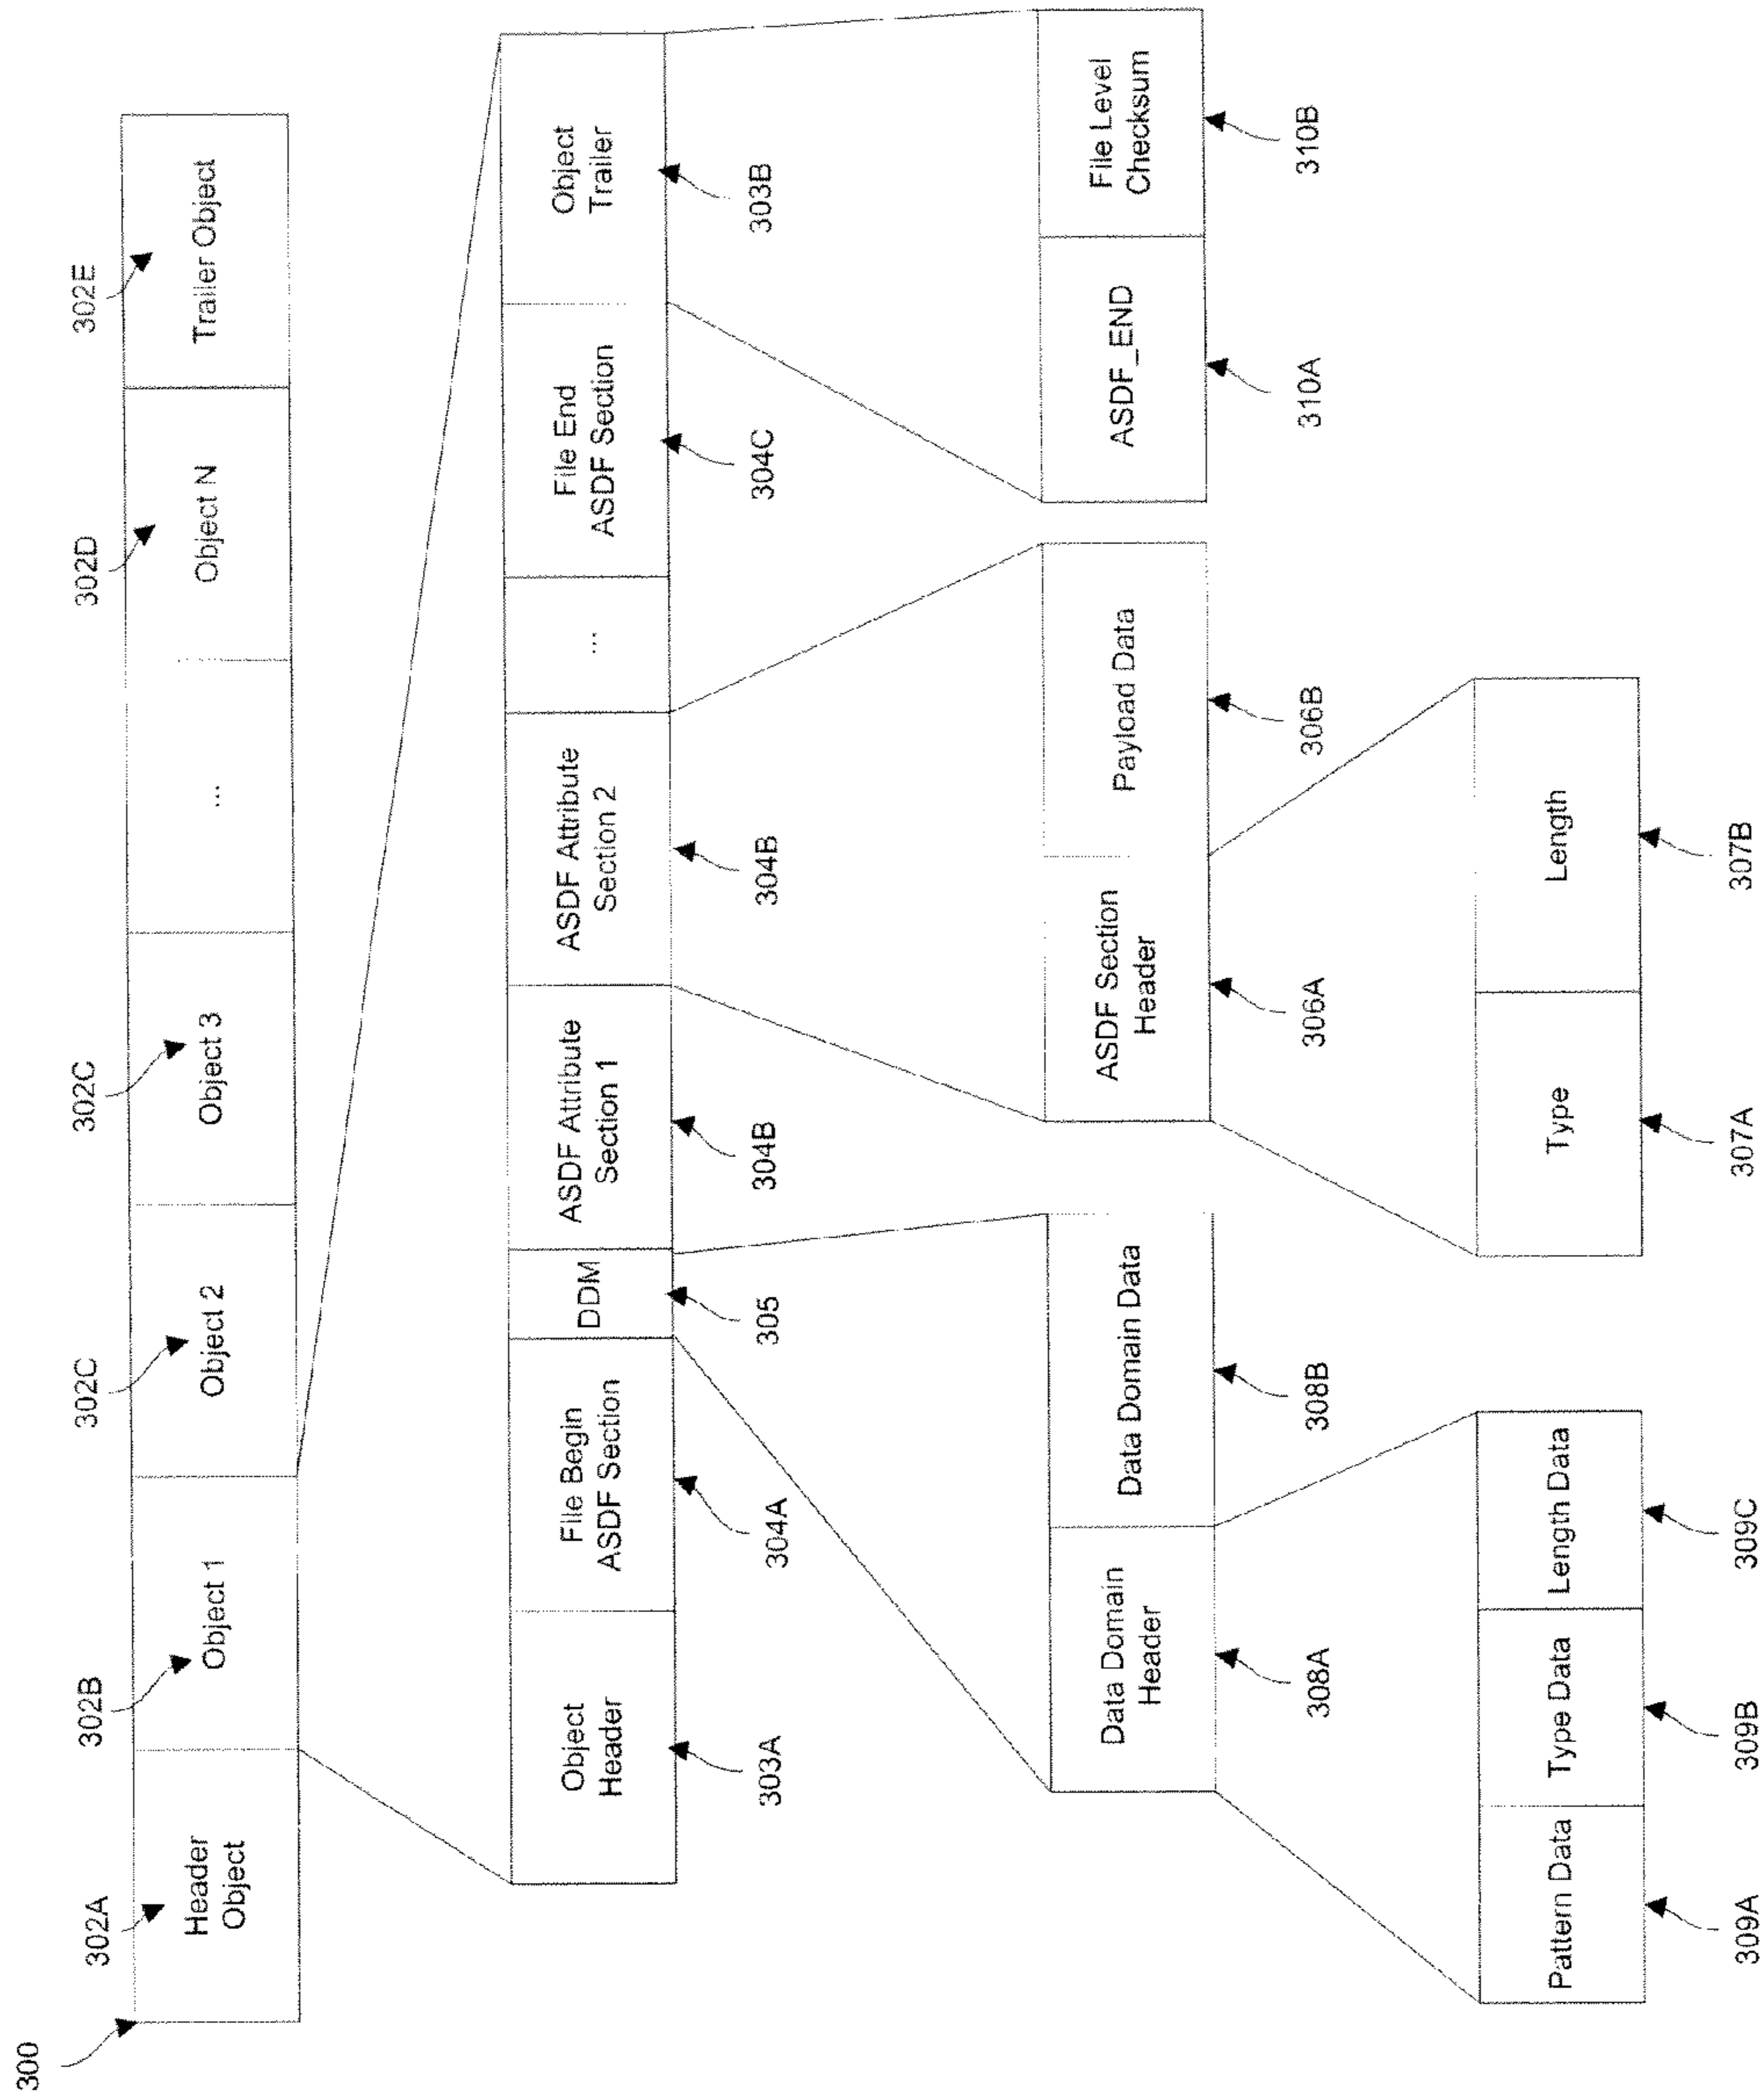 300
302A
302B
302C
302C
302D
302E
Header
Object
Object 1
Object 2
Object 3
...
Object N
Trailer Object
Object
Header
File Begin
ASDF Section
DDM
ASDF Attribute
Section 1
ASDF Attribute
Section 2
...
File End
ASDF Section
Object
Trailer
303A
304A
305
304B
304B
304C
303B
Data Domain
Header
Data Domain Data
ASDF Section
Header
Payload Data
ASDF_END
File Level
Checksum
308A
308B
306A
306B
310A
310B
Pattern Data
Type Data
Length Data
Type
Length
309A
309B
309C
307A
307B